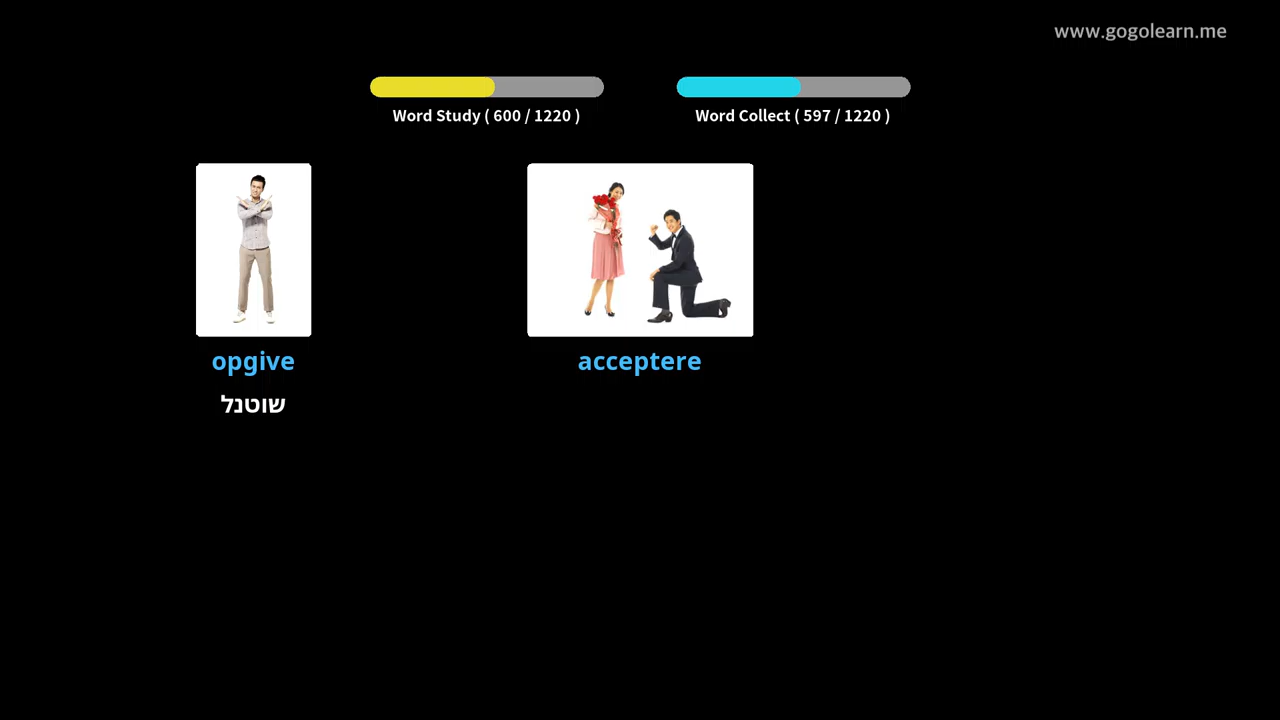 www.gogolearn.me
Word Study ( 600 / 1220 )
Word Collect ( 597 / 1220 )
opgive
acceptere
שוטנל